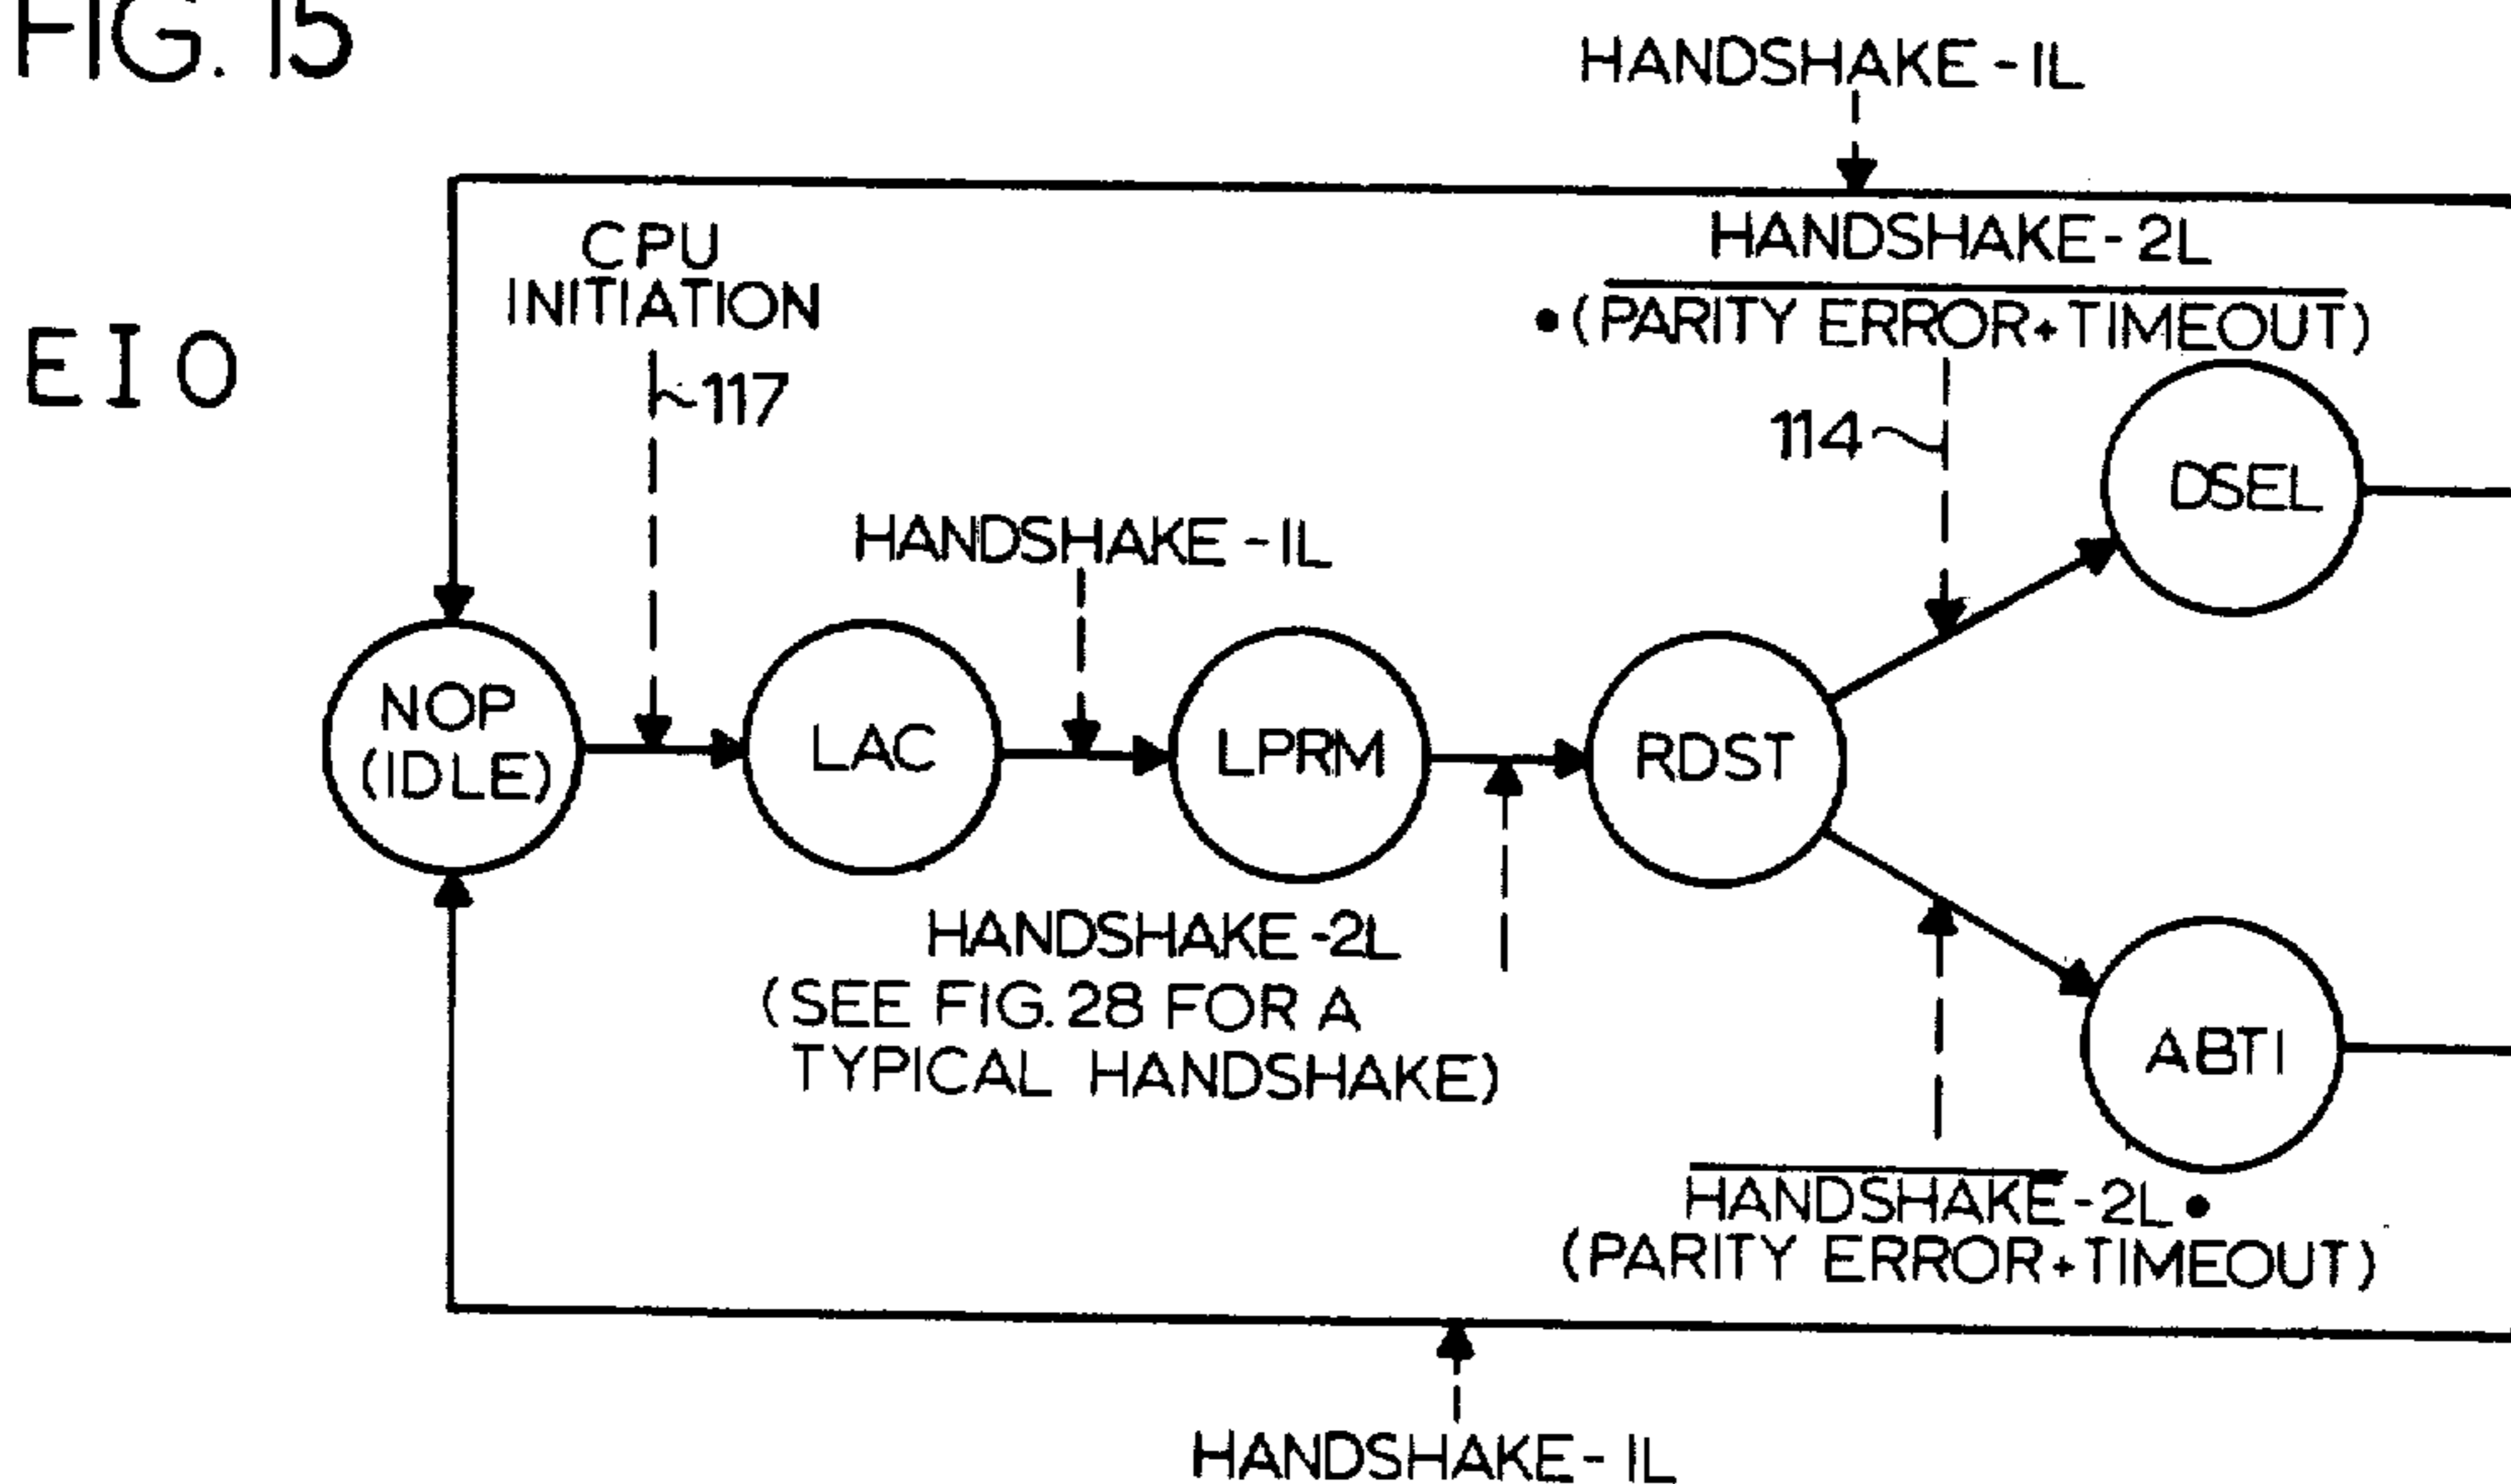 FIG. 15
HANDSHAKE-1L
CPU
INITIATION
117
HANDSHAKE-2L
•(PARITY ERROR+TIMEOUT)
EIO
114
DSEL
HANDSHAKE-1L
NOP
(IDLE)
LAC
LPRM
RDST
HANDSHAKE-2L
(SEE FIG. 28 FOR A
TYPICAL HANDSHAKE)
ABTI
HANDSHAKE-2L •
(PARITY ERROR+TIMEOUT)
HANDSHAKE-1L